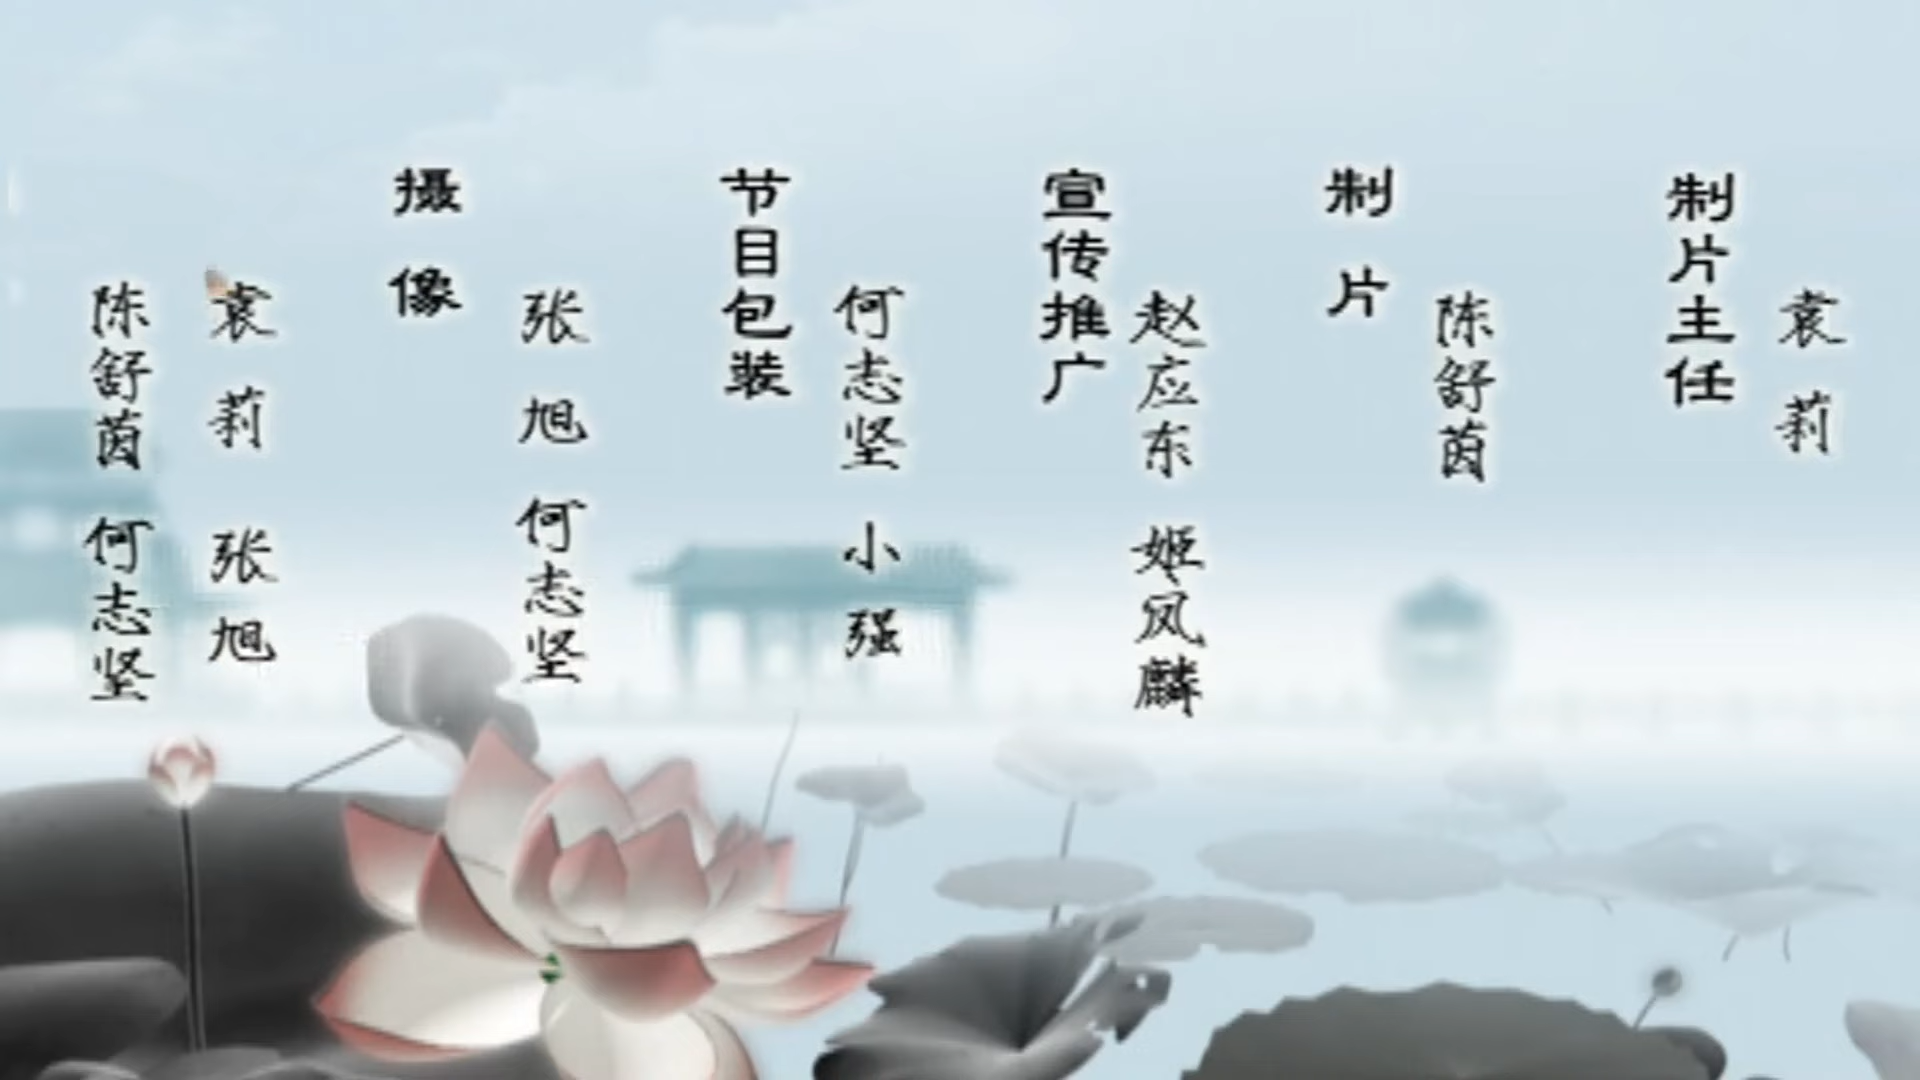 陈舒茵 何志坚
袁莉 张旭
摄像
张旭 何志坚
节目包装
何志坚 小强
宣传推广
赵应东 姬凤麟
制片
陈舒茵
制片主任
袁莉